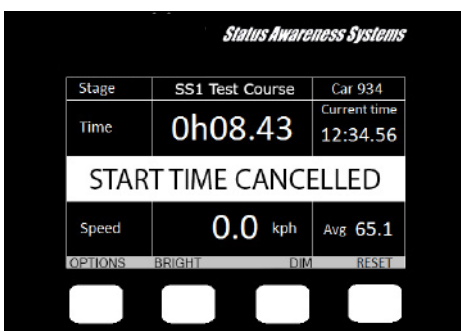 Status Awareness Systems
Stage SS1 Test Course Car 934
Time 0h08.43 Current time
12:34.56
START TIME CANCELLED
Speed 0.0 kph Avg 65.1
OPTIONS BRIGHT DIM RESET